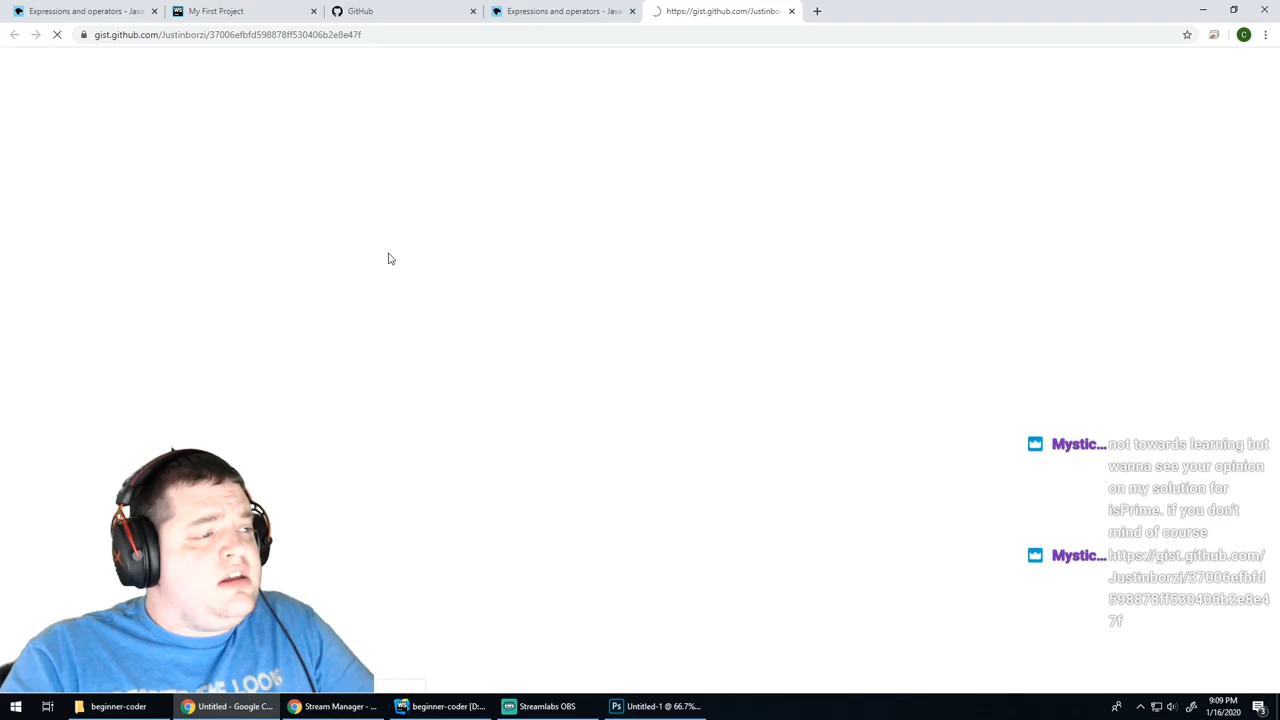 Expressions and operators - Java
My First Project
GitHub
Expressions and operators - Java
https://gist.github.com/Justinbo
gist.github.com/Justinborzi/37006efbfd598878ff530406b2e8e47f
C
Mystic... not towards learning but
wanna see your opinion
on my solution for
isPrime. if you don't
mind of course
Mystic... https://gist.github.com/
Justinborzi/37006efbfd
598878ff530406b2e8e4
7f
THE LOOK
beginner-coder
Untitled - Google C...
Stream Manager - ...
beginner-coder [D:...
Streamlabs OBS
Untitled-1 @ 66.7%...
9:09 PM
1/16/2020
3